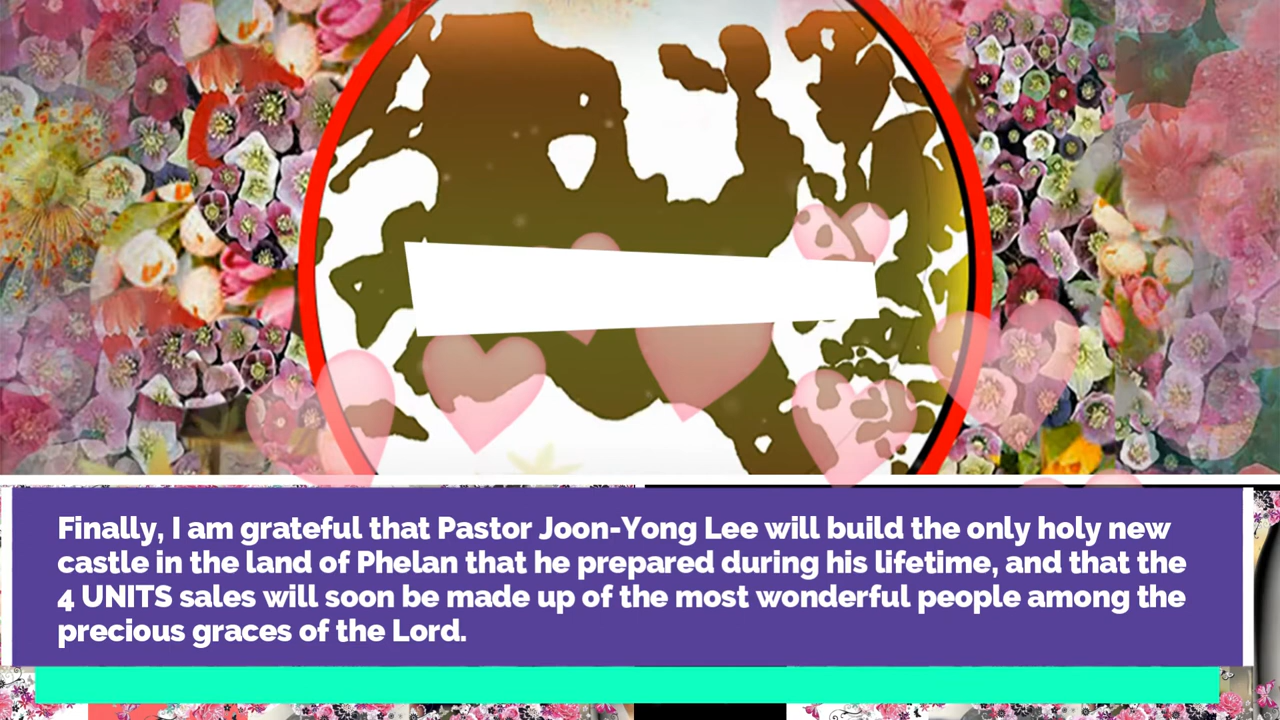 Finally, I am grateful that Pastor Joon-Yong Lee will build the only holy new
castle in the land of Phelan that he prepared during his lifetime, and that the
4 UNITS sales will soon be made up of the most wonderful people among the
precious graces of the Lord.